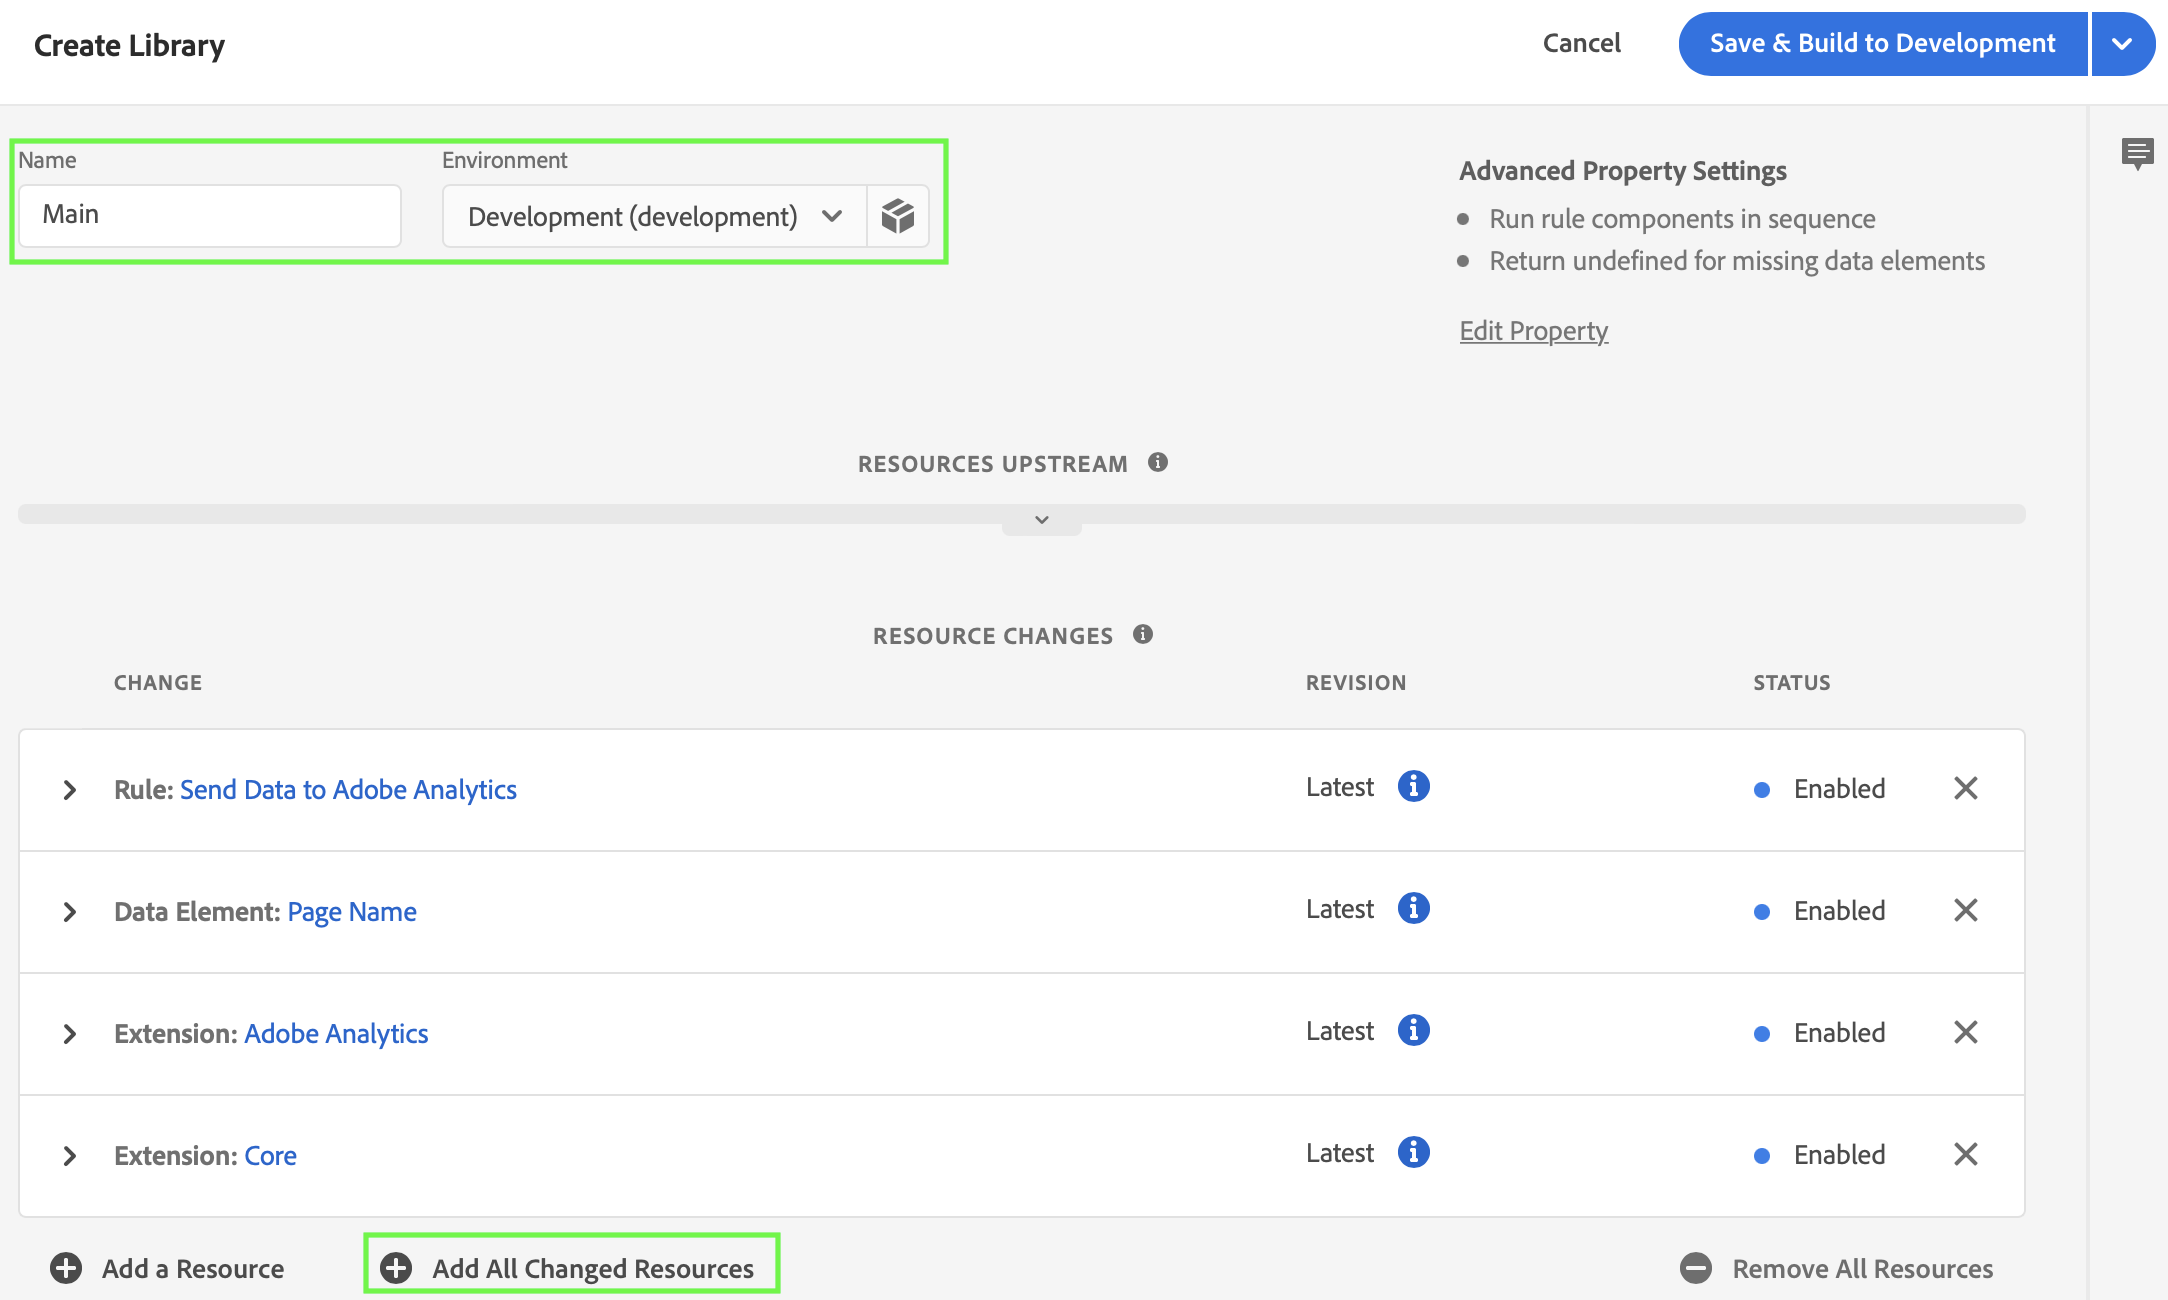 Create Library
Cancel
Save & Build to Development
Name
Environment
Main
Development (development)
Advanced Property Settings
Run rule components in sequence
Return undefined for missing data elements
Edit Property
RESOURCES UPSTREAM
RESOURCE CHANGES
CHANGE REVISION STATUS
Rule: Send Data to Adobe Analytics Latest Enabled
Data Element: Page Name Latest Enabled
Extension: Adobe Analytics Latest Enabled
Extension: Core Latest Enabled
Add a Resource Add All Changed Resources Remove All Resources